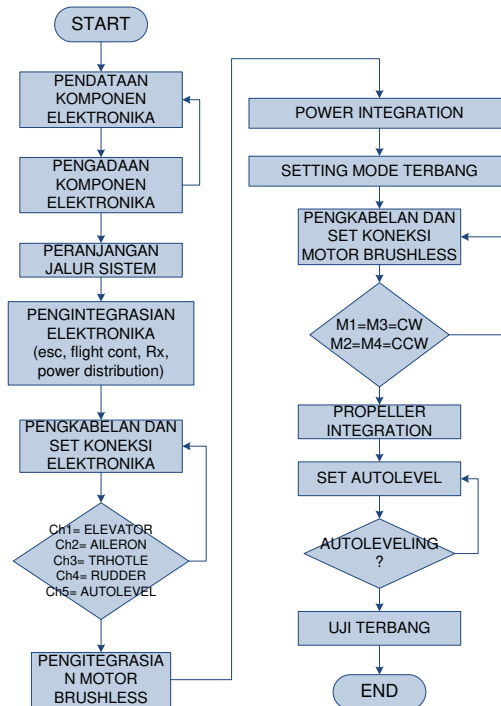 START
PENDATAAN
KOMPONEN
ELEKTRONIKA
PENGADAAN
KOMPONEN
ELEKTRONIKA
PERANJANGAN
JALUR SISTEM
PENGINTEGRASIAN
ELEKTRONIKA
(esc, flight cont, Rx,
power distribution)
PENGKABELAN DAN
SET KONEKSI
ELEKTRONIKA
Ch1= ELEVATOR
Ch2= AILERON
Ch3= TRHOTLE
Ch4= RUDDER
Ch5= AUTOLEVEL
PENGITEGRASIA
N MOTOR
BRUSHLESS
POWER INTEGRATION
SETTING MODE TERBANG
PENGKABELAN DAN
SET KONEKSI
MOTOR BRUSHLESS
M1=M3=CW
M2=M4=CCW
PROPELLER
INTEGRATION
SET AUTOLEVEL
AUTOLEVELING
?
UJI TERBANG
END